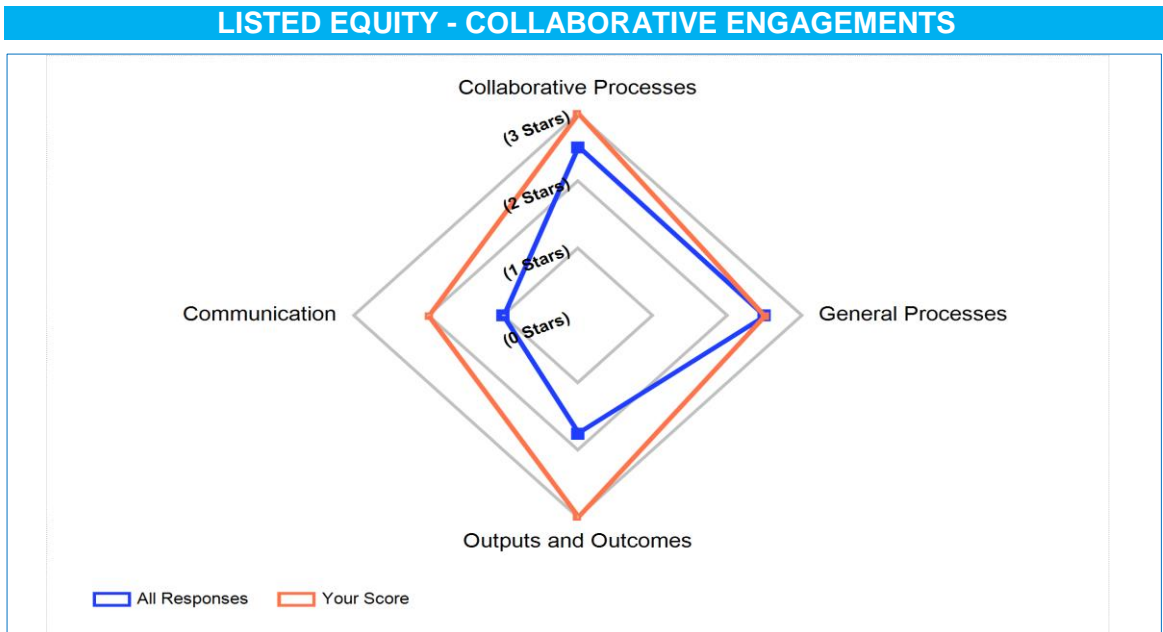 LISTED EQUITY - COLLABORATIVE ENGAGEMENTS
Collaborative Processes
(3 Stars)
(2 Stars)
(1 Stars)
Communication
(0 Stars)
General Processes
Outputs and Outcomes
All Responses
Your Score